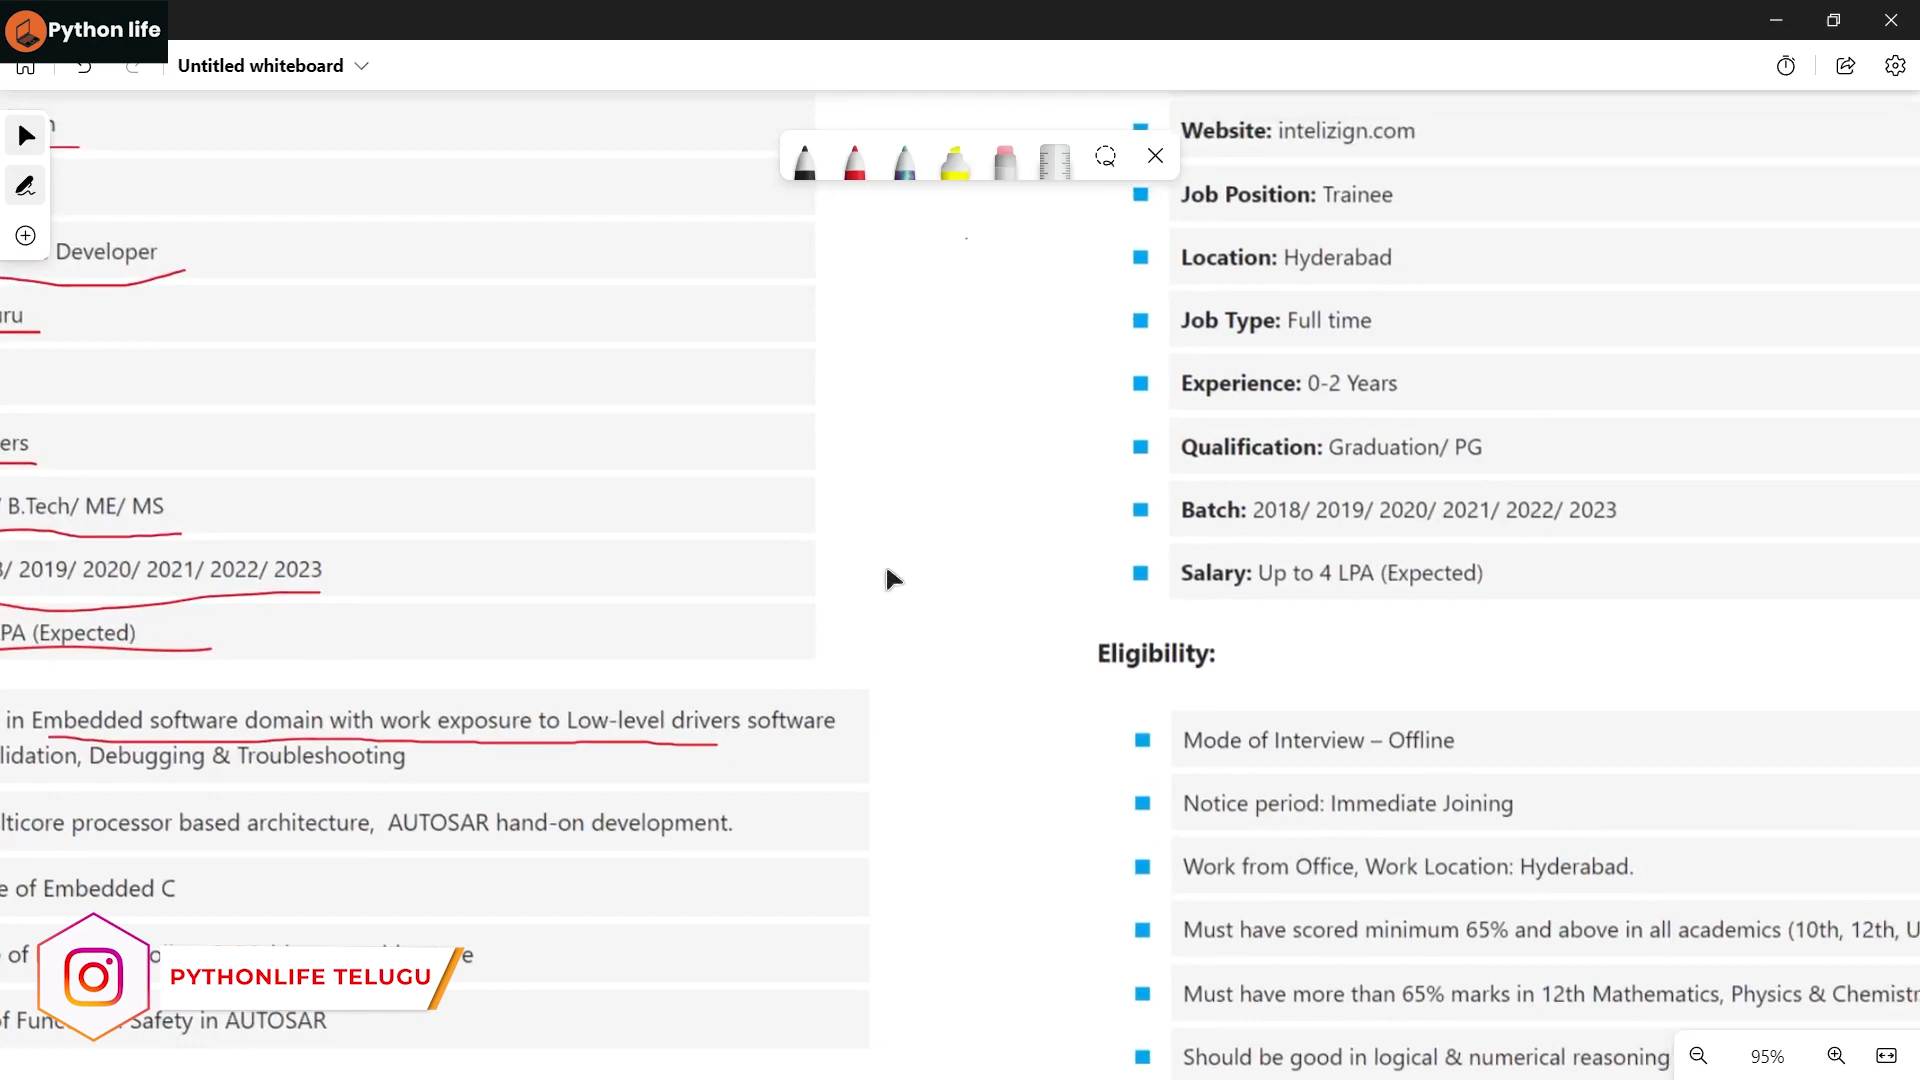 Python life
Untitled whiteboard
Developer
B.Tech/ ME/ MS
/ 2019/ 2020/ 2021/ 2022/ 2023
(Expected)
in Embedded software domain with work exposure to Low-level drivers software
Debugging & Troubleshooting
processor based architecture, AUTOSAR hand-on development.
of Embedded C
of
Safety in AUTOSAR
PYTHONLIFE TELUGU
Website: intelizign.com
Job Position: Trainee
Location: Hyderabad
Job Type: Full time
Experience: 0-2 Years
Qualification: Graduation/ PG
Batch: 2018/ 2019/ 2020/ 2021/ 2022/ 2023
Salary: Up to 4 LPA (Expected)
Eligibility:
Mode of Interview – Offline
Notice period: Immediate Joining
Work from Office, Work Location: Hyderabad.
Must have scored minimum 65% and above in all academics (10th, 12th,
Must have more than 65% marks in 12th Mathematics, Physics &
Should be good in logical & numerical reasoning
95%